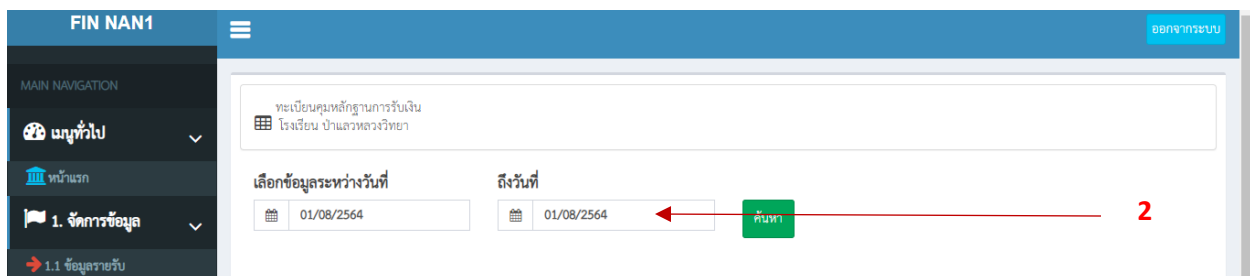 FIN NAN1
ออกจากระบบ
MAIN NAVIGATION
เมนูทั่วไป
หน้าแรก
1. จัดการข้อมูล
1.1 ข้อมูลรายรับ
ทะเบียนคุมหลักฐานการรับเงิน
โรงเรียน ป่าแลวหลวงวิทยา
เลือกข้อมูลระหว่างวันที่
ถึงวันที่
01/08/2564
01/08/2564
ค้นหา
2